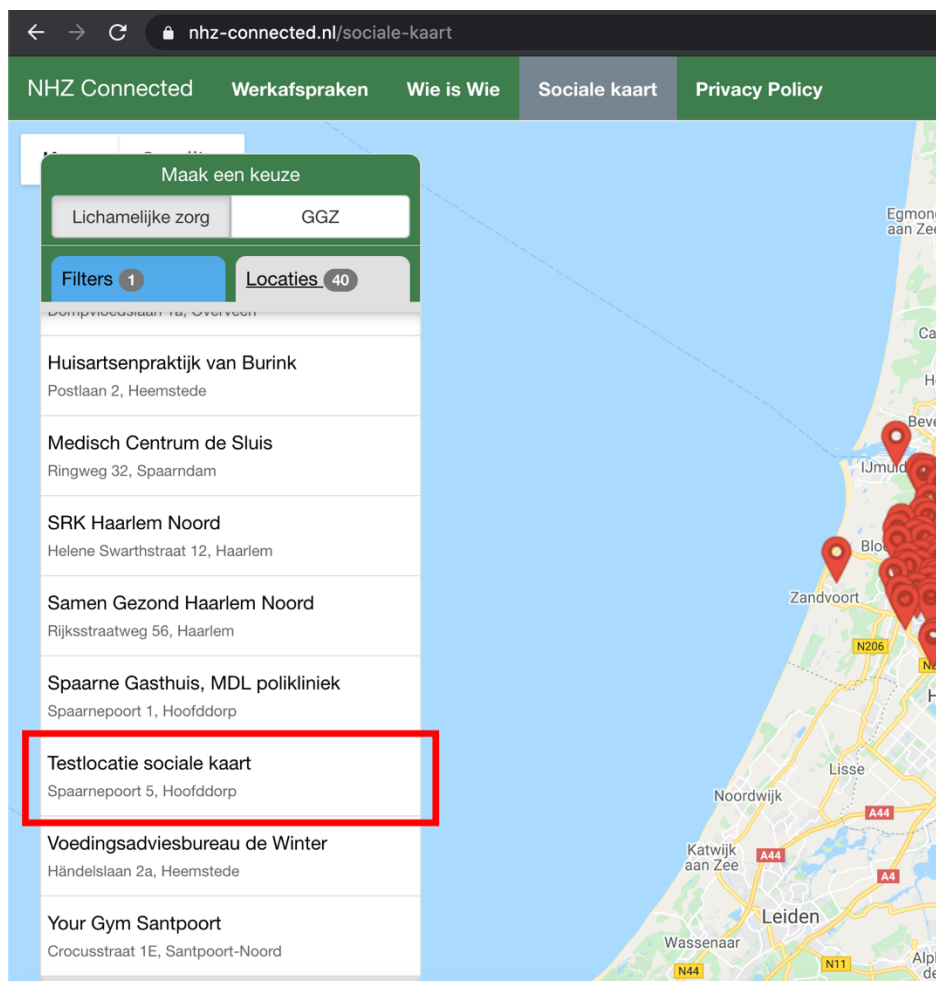 nhz-connected.nl/sociale-kaart
NHZ Connected Werkafspraken Wie is Wie Sociale kaart Privacy Policy
Maak een keuze
Lichamelijke zorg GGZ
Filters 1 Locaties 40
Dompvloedslaan 1a, Overveen
Huisartsenpraktijk van Burink
Postlaan 2, Heemstede
Medisch Centrum de Sluis
Ringweg 32, Spaarndam
SRK Haarlem Noord
Helene Swarthstraat 12, Haarlem
Samen Gezond Haarlem Noord
Rijksstraatweg 56, Haarlem
Spaarne Gasthuis, MDL polikliniek
Spaarnepoort 1, Hoofddorp
Testlocatie sociale kaart
Spaarnepoort 5, Hoofddorp
Voedingsadviesbureau de Winter
Händelslaan 2a, Heemstede
Your Gym Santpoort
Crocusstraat 1E, Santpoort-Noord
Egmond
aan Zee
IJmuid
Zandvoort
N206
Lisse
Noordwijk
A44
Katwijk
aan Zee
A44
A4
Leiden
Wassenaar
N11
N44